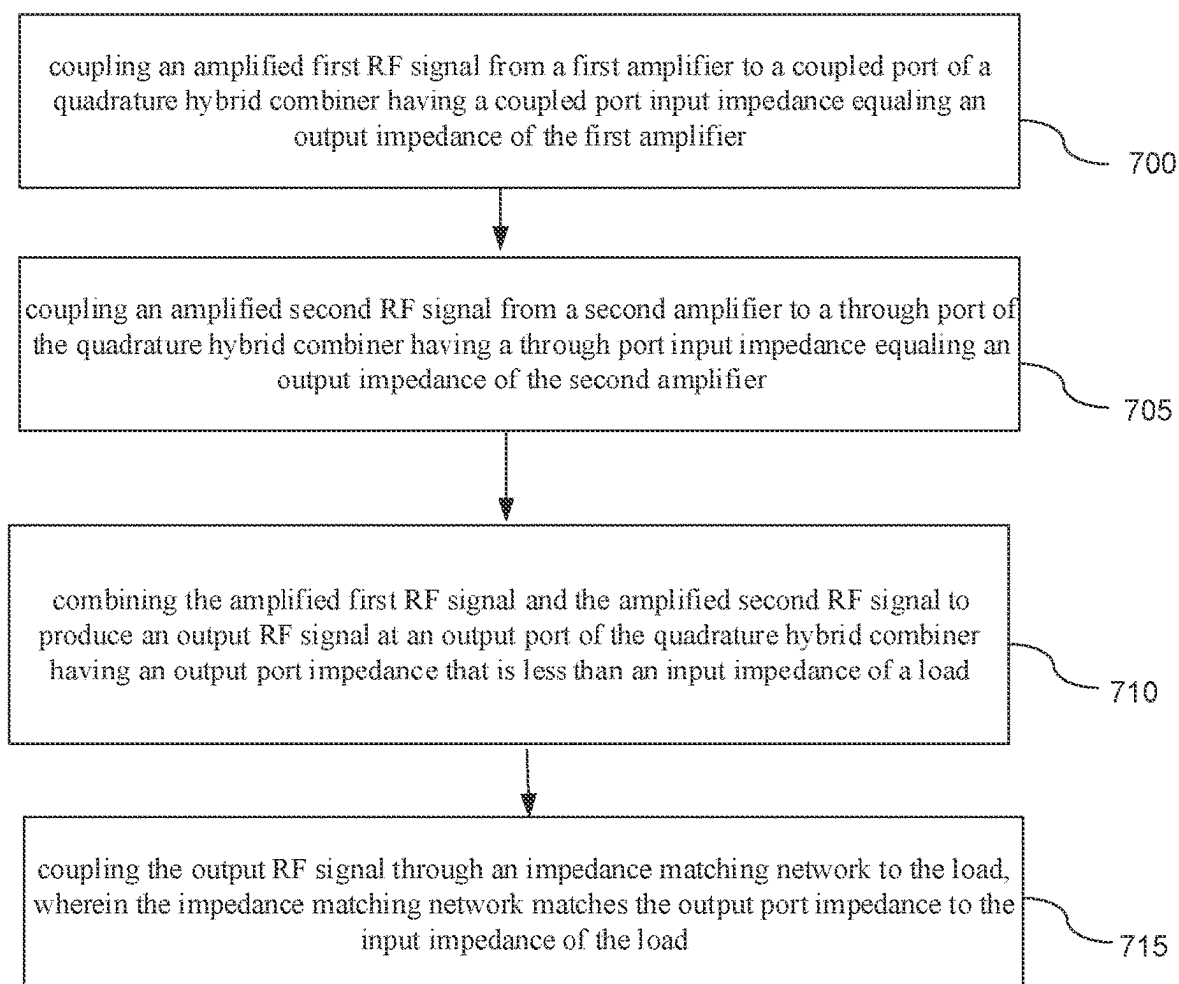 coupling an amplified first RF signal from a first amplifier to a coupled port of a
quadrature hybrid combiner having a coupled port input impedance equaling an
output impedance of the first amplifier
700
coupling an amplified second RF signal from a second amplifier to a through port of
the quadrature hybrid combiner having a through port input impedance equaling an
output impedance of the second amplifier
705
combining the amplified first RF signal and the amplified second RF signal to
produce an output RF signal at an output port of the quadrature hybrid combiner
having an output port impedance that is less than an input impedance of a load
710
coupling the output RF signal through an impedance matching network to the load,
wherein the impedance matching network matches the output port impedance to the
input impedance of the load
715